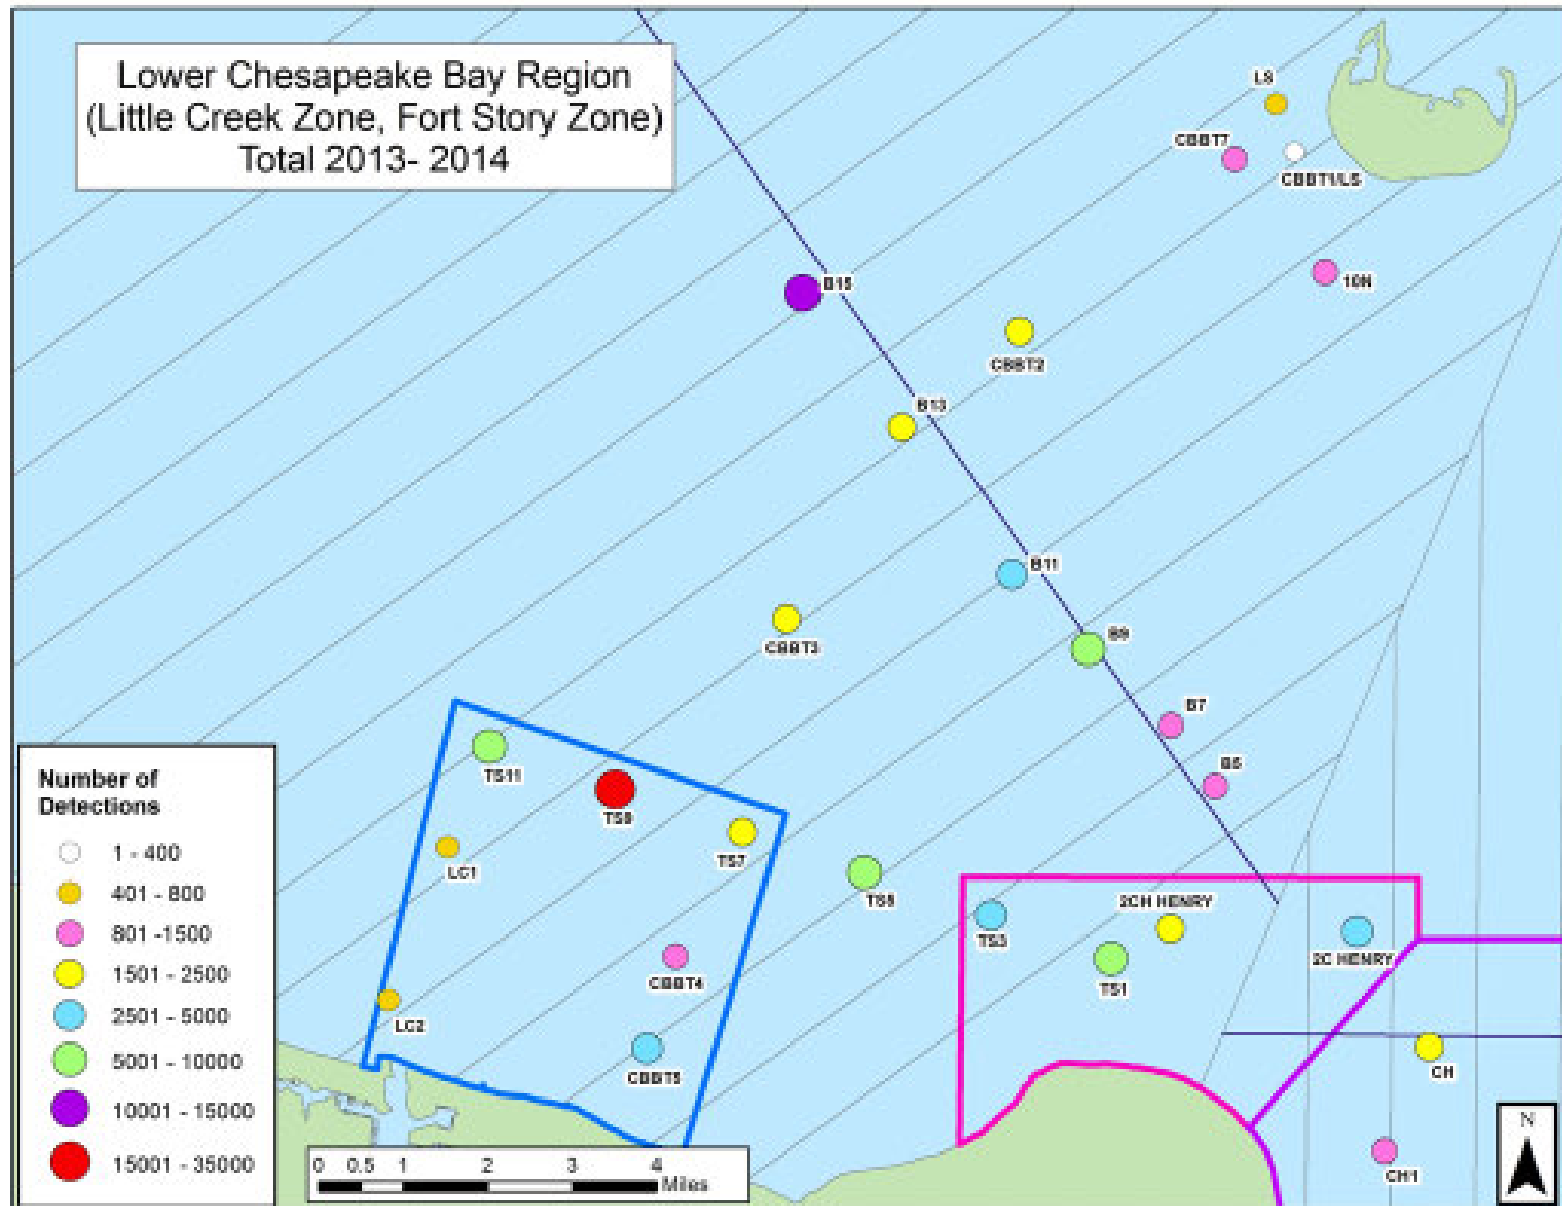 Lower Chesapeake Bay Region
(Little Creek Zone, Fort Story Zone)
Total 2013- 2014
LS
CBBT7
CBBT1/LS
10N
B15
CBBT2
B13
B11
CBBT3
B9
B7
B5
TS11
TS9
TS7
LC1
TS5
2CH HENRY
TS3
TS1
2C HENRY
CBBT4
LC2
CBBT5
CH
CH1
Number of
Detections
1 - 400
401 - 800
801 -1500
1501 - 2500
2501 - 5000
5001 - 10000
10001 - 15000
15001 - 35000
0 0.5 1 2 3 4
Miles
N